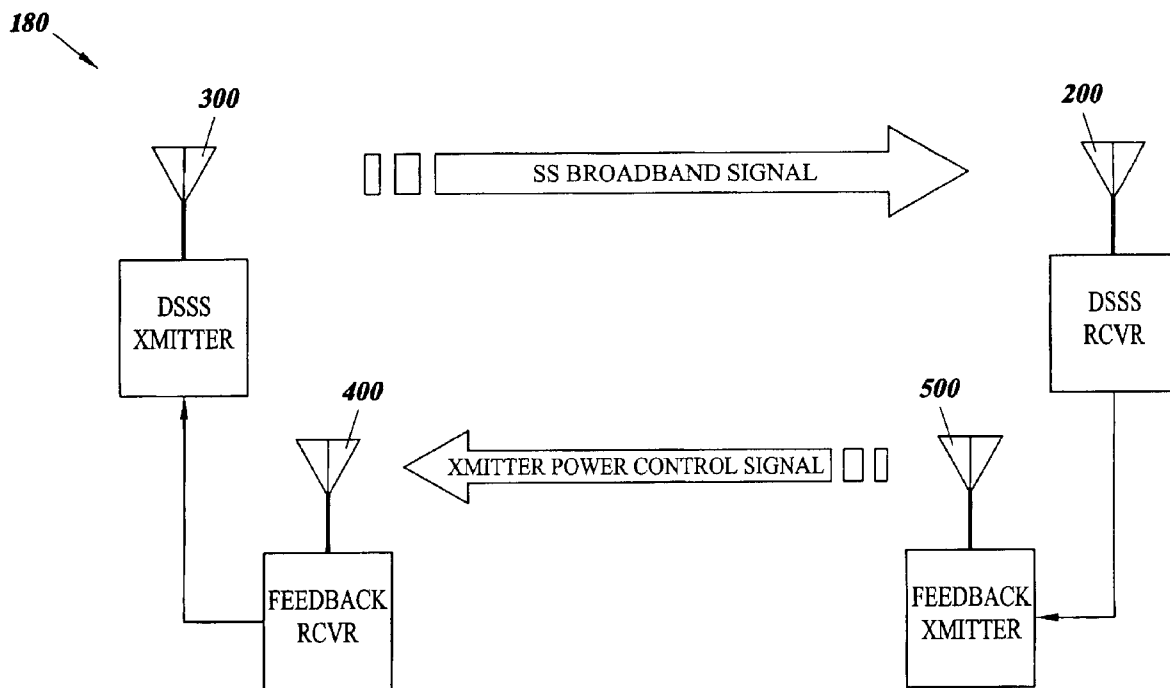 180
300
200
SS BROADBAND SIGNAL
DSSS
XMITTER
DSSS
RCVR
400
500
XMITTER POWER CONTROL SIGNAL
FEEDBACK
RCVR
FEEDBACK
XMITTER